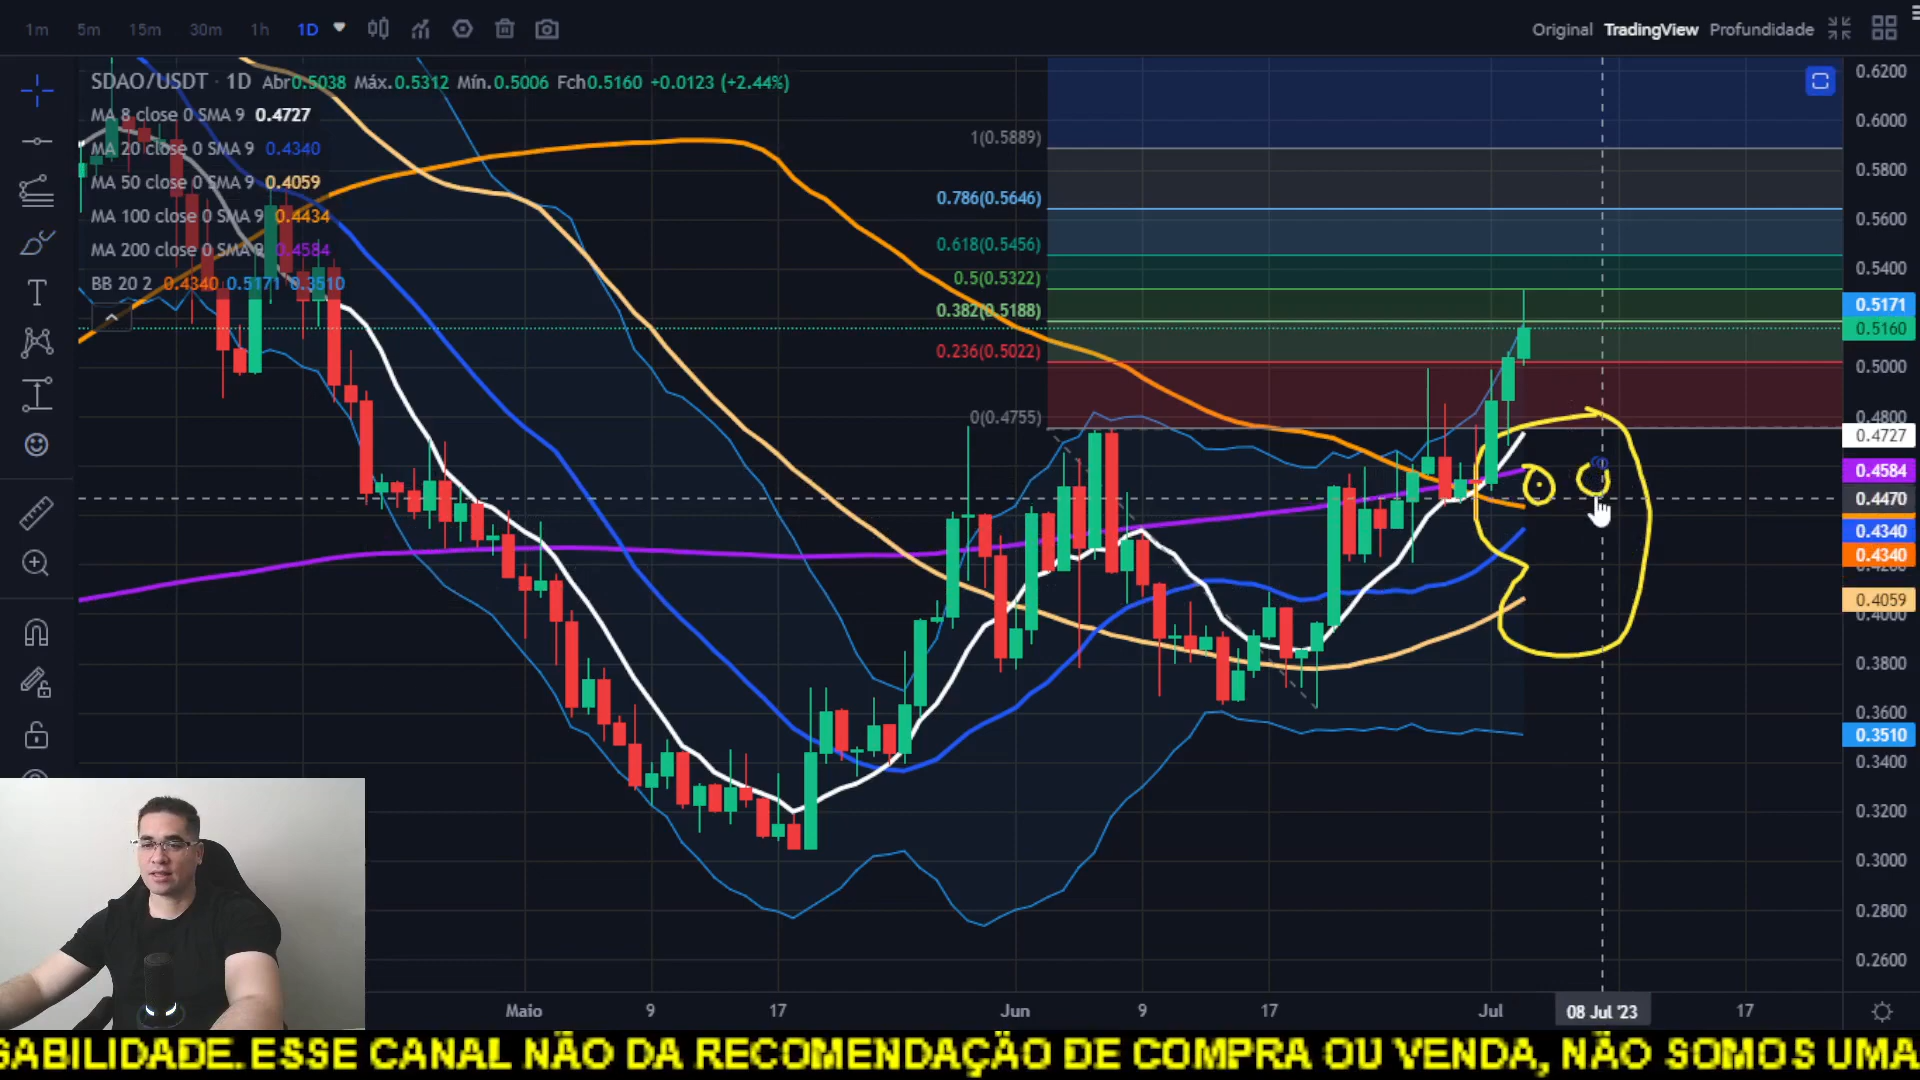 1m 5m 15m 30m 1h 1D
Original TradingView Profundidade
SDAO/USDT · 1D Abr0.5038 Máx.0.5312 Mín.0.5006 Fch0.5160 +0.0123 (+2.44%)
MA 8 close 0 SMA 9 0.4727
MA 20 close 0 SMA 9 0.4340
MA 50 close 0 SMA 9 0.4059
MA 100 close 0 SMA 9 0.4434
MA 200 close 0 SMA 9 0.4584
BB 20 2 0.4340 0.5171 0.3510
1(0.5889)
0.786(0.5646)
0.618(0.5456)
0.5(0.5322)
0.382(0.5188)
0.236(0.5022)
0(0.4755)
0.6200
0.6000
0.5800
0.5600
0.5400
0.5171
0.5160
0.5000
0.4800
0.4727
0.4584
0.4470
0.4340
0.4340
0.4200
0.4059
0.4000
0.3800
0.3600
0.3510
0.3400
0.3200
0.3000
0.2800
0.2600
Maio 9 17 Jun 9 17 Jul 08 Jul '23 17
GABILIDADE.ESSE CANAL NÃO DA RECOMENDAÇÃO DE COMPRA OU VENDA, NÃO SOMOS UMA